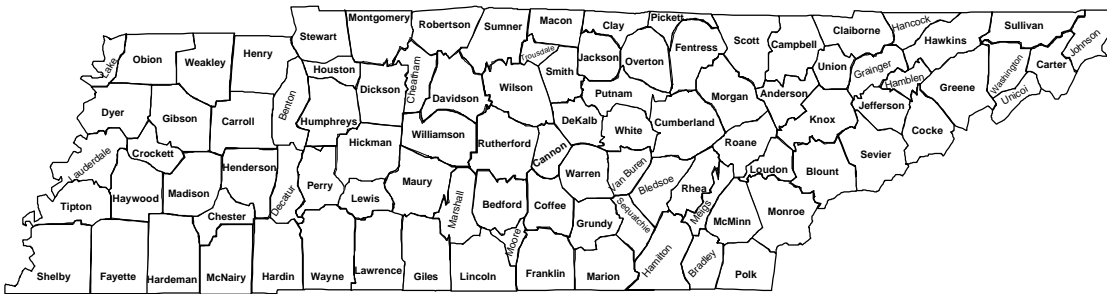 Lake
Obion
Weakley
Henry
Stewart
Montgomery
Robertson
Sumner
Macon
Trousdale
Clay
Pickett
Fentress
Scott
Campbell
Claiborne
Hancock
Hawkins
Sullivan
Johnson
Carter
Washington
Unicoi
Greene
Hamblen
Grainger
Union
Jackson
Overton
Smith
Houston
Dickson
Cheatham
Davidson
Wilson
Putnam
Morgan
Anderson
Knox
Jefferson
Cocke
Sevier
Dyer
Gibson
Carroll
Benton
Humphreys
Hickman
Williamson
Rutherford
Cannon
DeKalb
White
Cumberland
Roane
Loudon
Blount
Lauderdale
Crockett
Haywood
Madison
Henderson
Decatur
Perry
Lewis
Maury
Marshall
Bedford
Coffee
Warren
Van Buren
Bledsoe
Rhea
Meigs
McMinn
Monroe
Tipton
Chester
Moore
Grundy
Sequatchie
Shelby
Fayette
Hardeman
McNairy
Hardin
Wayne
Lawrence
Giles
Lincoln
Franklin
Marion
Hamilton
Bradley
Polk